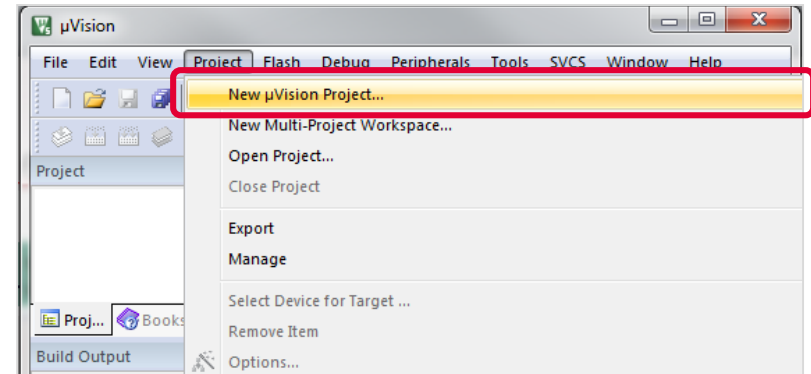 µVision
File Edit View Project Flash Debug Peripherals Tools SVCS Window Help
New µVision Project...
New Multi-Project Workspace...
Project
Open Project...
Close Project
Export
Manage
Select Device for Target ...
Proj... Books
Remove Item
Build Output
Options...